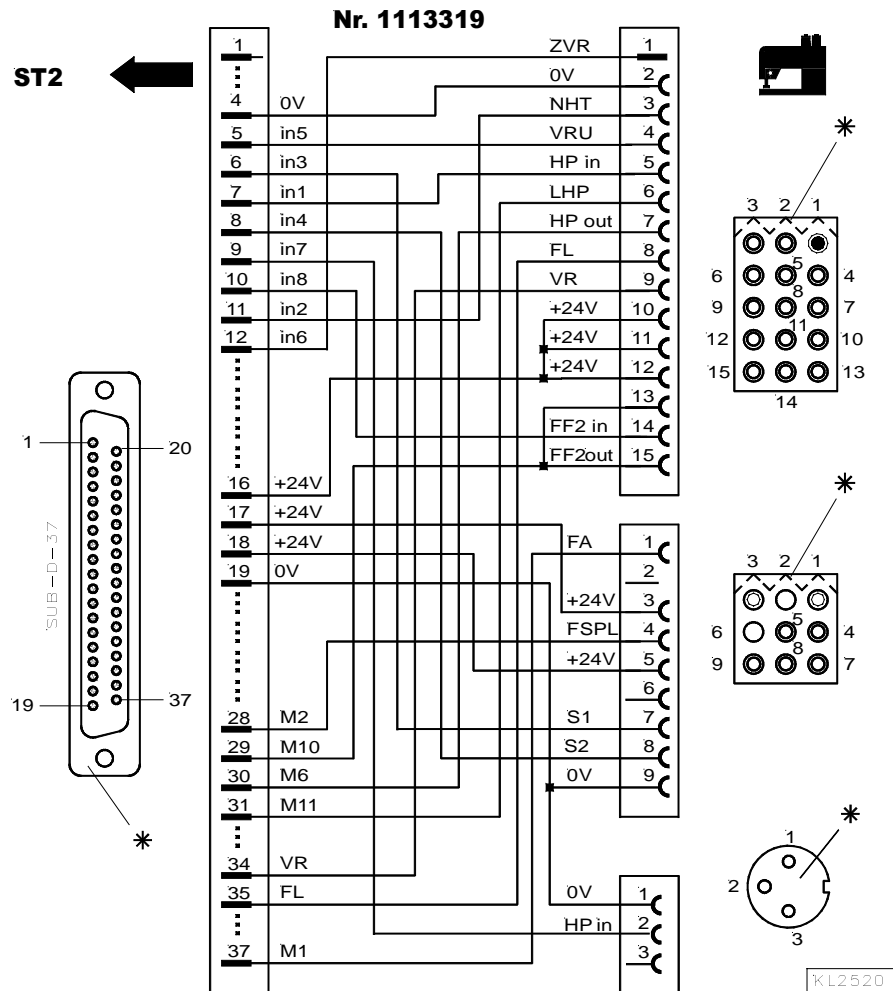 Nr. 1113319
ST2
1
4 0V
5 in5
6 in3
7 in1
8 in4
9 in7
10 in8
11 in2
12 in6
16 +24V
17 +24V
18 +24V
19 0V
28 M2
29 M10
30 M6
31 M11
34 VR
35 FL
37 M1
ZVR 1
0V 2
NHT 3
VRU 4
HP in 5
LHP 6
HP out 7
FL 8
VR 9
+24V 10
+24V 11
+24V 12
13
FF2 in 14
FF2out 15
FA 1
2
+24V 3
FSPL 4
+24V 5
6
S1 7
S2 8
0V 9
0V 1
HP in 2
3
1 20
SUB-D-37
19 37
*
*
3 2 1
6 5 4
9 8 7
12 11 10
15 13
14
*
3 2 1
6 5 4
9 8 7
*
1
2
3
KL2520